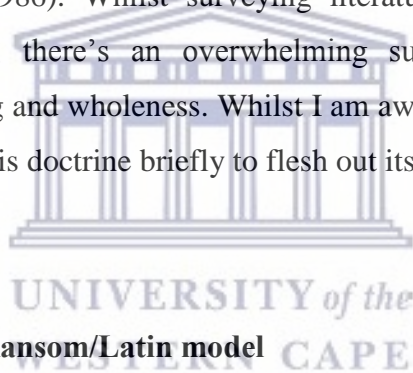 1986). Whilst surveying
there's an overwhelming su
g and wholeness. Whilst I am aw
is doctrine briefly to flesh out its
UNIVERSITY of the
ansom/Latin model
WESTERN CAPE